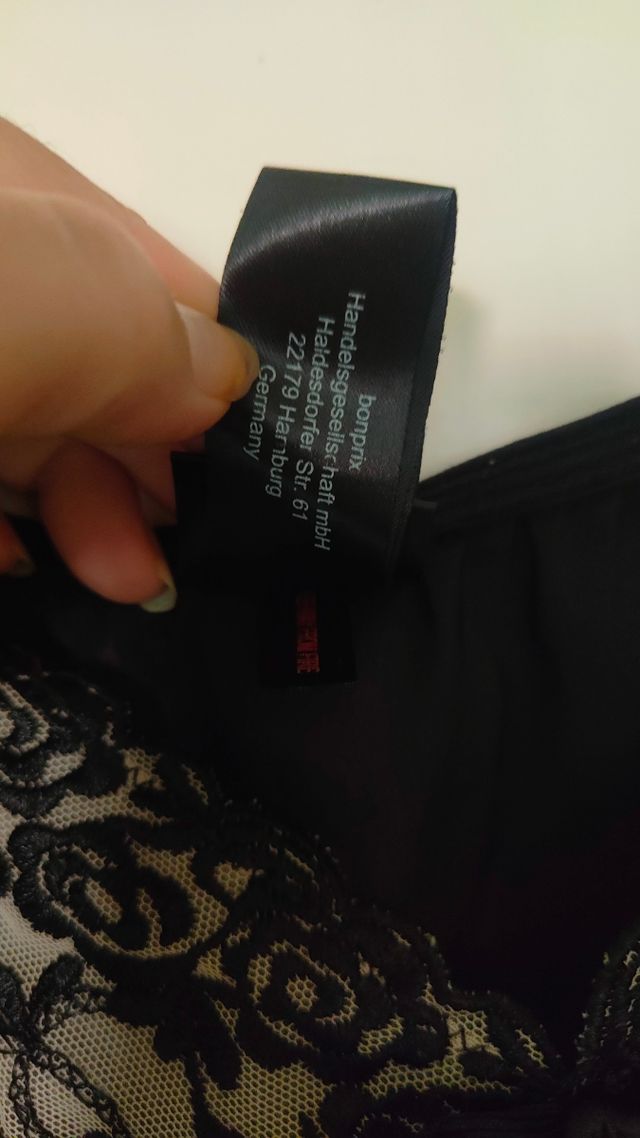 bonprix
Handelsgesellschaft mbH
Haldesdorfer Str. 61
22179 Hamburg
Germany